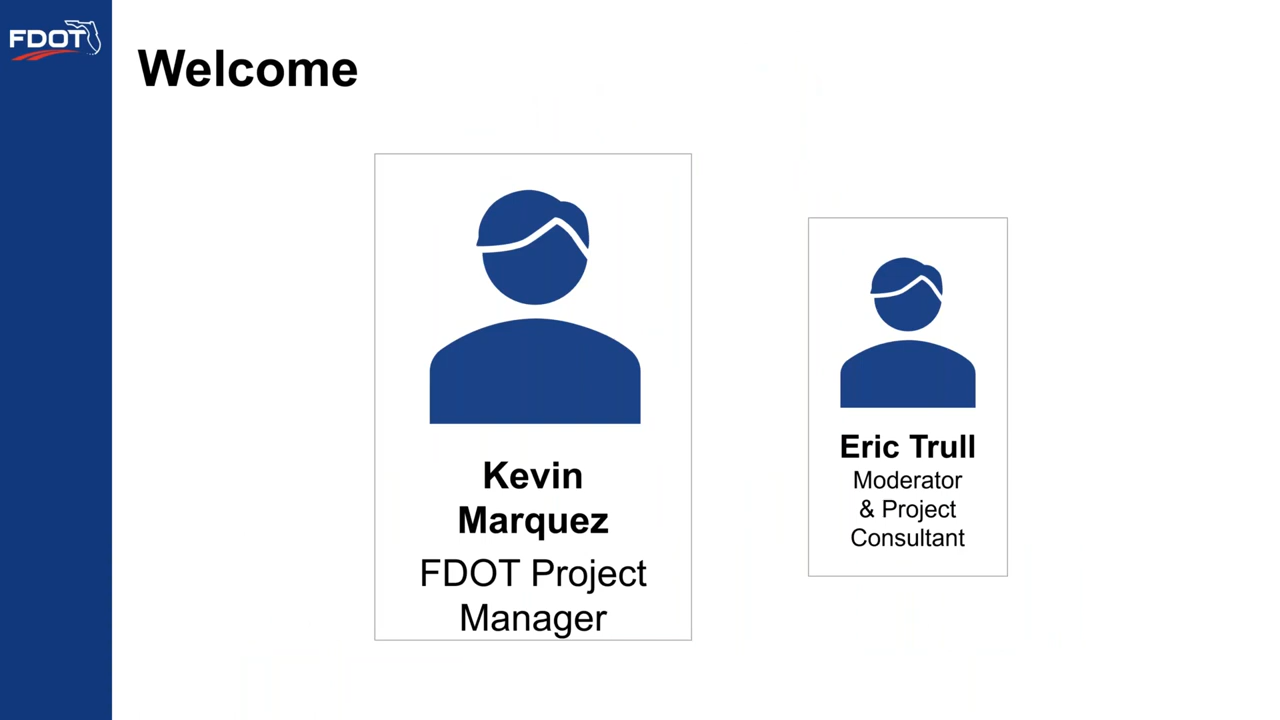 FDOT
Welcome
Kevin
Marquez
FDOT Project
Manager
Eric Trull
Moderator
& Project
Consultant